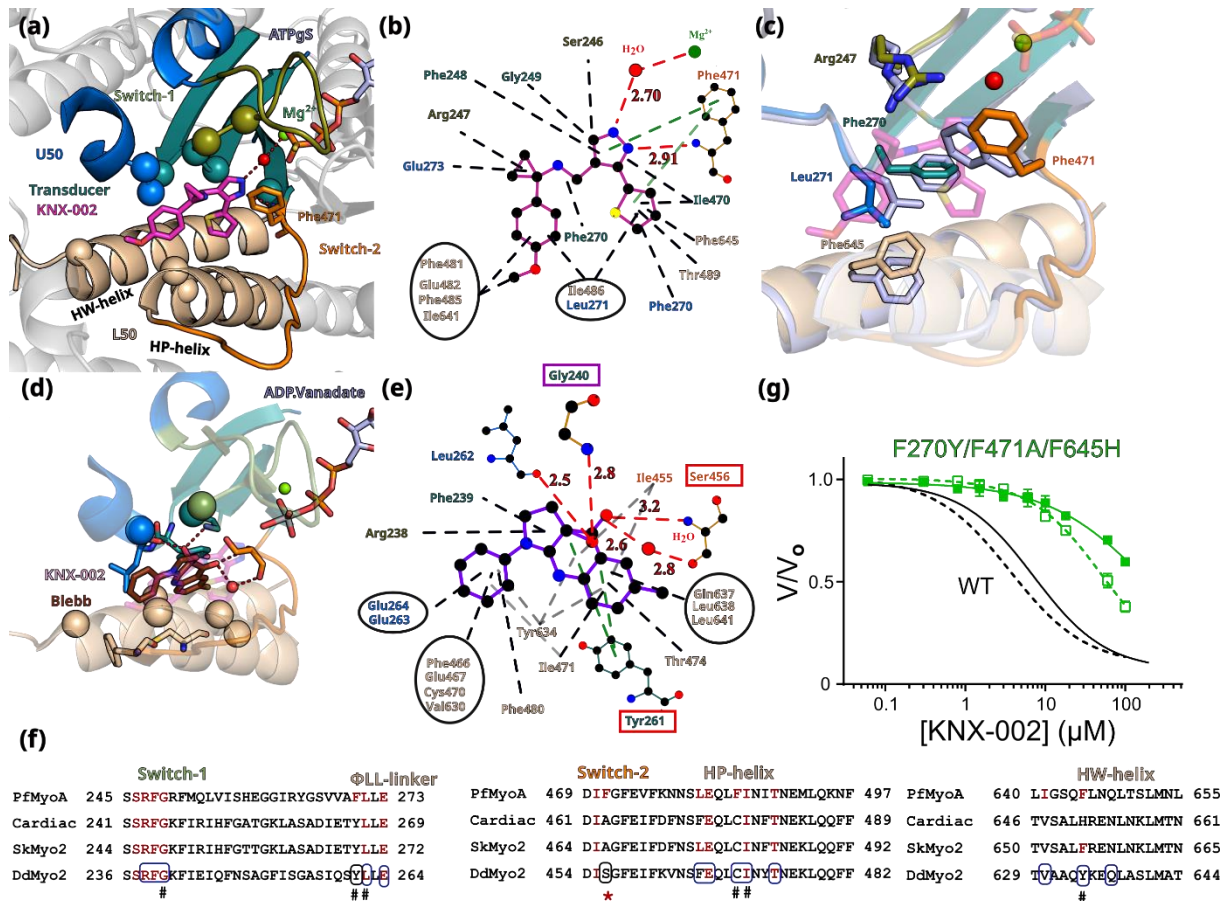 (a)
ATPgS
Switch-1
Mg2+
U50
Transducer
KNX-002
Phe471
Switch-2
HW-helix
L50
HP-helix
(b)
Ser246
H2O
Mg2+
Phe248
Gly249
Phe471
2.70
Arg247
2.91
Glu273
Ile470
Phe270
Phe645
Phe481
Glu482
Phe485
Ile641
Ile486
Leu271
Thr489
Phe270
(c)
Arg247
Phe270
Phe471
Leu271
Phe645
(d)
ADP.Vanadate
KNX-002
Blebb
(e)
Gly240
Leu262
2.5
2.8
Ile455
Ser456
Phe239
3.2
H2O
Arg238
2.6
2.8
Glu264
Glu263
Tyr634
Gln637
Leu638
Leu641
Ile471
Thr474
Phe466
Glu467
Cys470
Val630
Phe480
Tyr261
(g)
F270Y/F471A/F645H
V/Vo
1.0
0.5
0
WT
0.1 1 10 100
[KNX-002] (µM)
(f)
Switch-1 ΦLL-linker
PfMyoA 245 SSRFGRFMQLVISHEGGIRYGSVVAFLLE 273
Cardiac 241 SSRFGKFIRIHFGATGKLASADIETYLLE 269
SkMyo2 244 SSRFGKFIRIHFGTTGKLASADIETYLLE 272
DdMyo2 236 SSRFGKFIEIQFNSAGFISGASIQSYLLE 264
# ##
Switch-2 HP-helix
PfMyoA 469 DIFGFEVFKNNSLEQLFINITNEMLQKNF 497
Cardiac 461 DIAGFEIFDFNSFEQLCINFTNEKLQQFF 489
SkMyo2 464 DIAGFEIFDFNSLEQLCINFTNEKLQQFF 492
DdMyo2 454 DISGFEIFKVNSFEQLCINYTNEKLQQFF 482
* ##
HW-helix
PfMyoA 640 LIGSQFLNQLTSLMNL 655
Cardiac 646 TVSALHRENLNKLMTN 661
SkMyo2 650 TVSALFRENLNKLMTN 665
DdMyo2 629 TVAAQYKEQLASLMAT 644
#